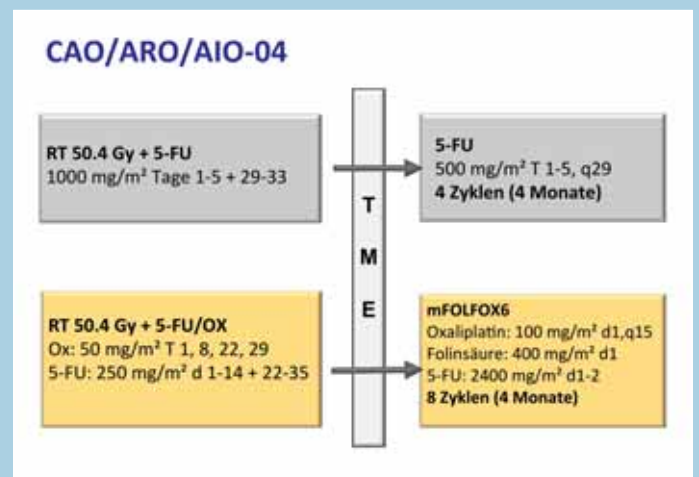 CAO/ARO/AIO-04
RT 50.4 Gy + 5-FU
1000 mg/m² Tage 1-5 + 29-33
T
M
E
5-FU
500 mg/m² T 1-5, q29
4 Zyklen (4 Monate)
RT 50.4 Gy + 5-FU/OX
Ox: 50 mg/m² T 1, 8, 22, 29
5-FU: 250 mg/m² d 1-14 + 22-35
mFOLFOX6
Oxaliplatin: 100 mg/m² d1,q15
Folinsäure: 400 mg/m² d1
5-FU: 2400 mg/m² d1-2
8 Zyklen (4 Monate)